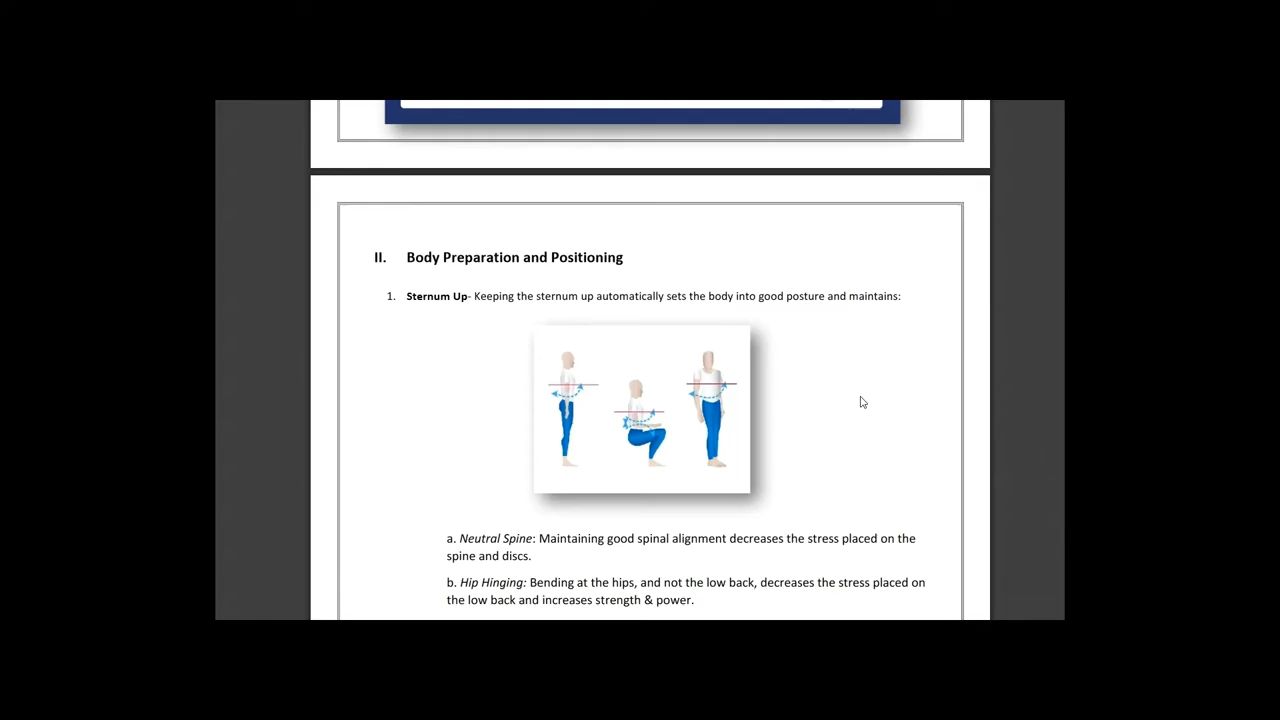 II. Body Preparation and Positioning
1. Sternum Up- Keeping the sternum up automatically sets the body into good posture and maintains:
a. Neutral Spine: Maintaining good spinal alignment decreases the stress placed on the
spine and discs.
b. Hip Hinging: Bending at the hips, and not the low back, decreases the stress placed on
the low back and increases strength & power.